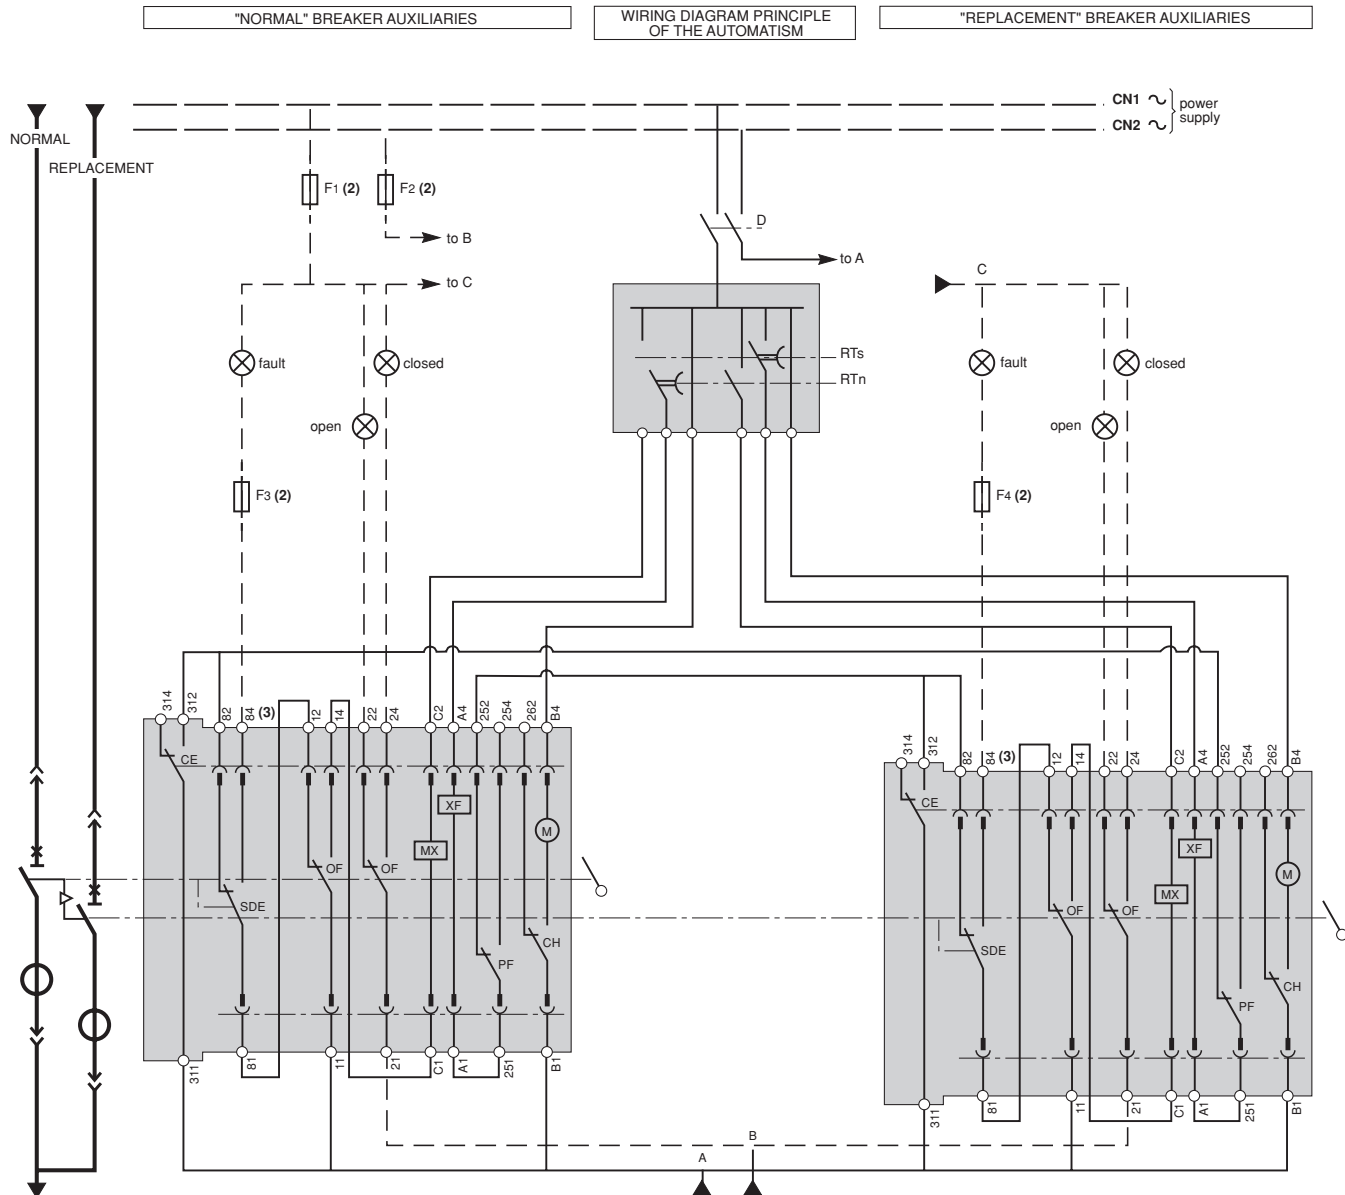 "NORMAL" BREAKER AUXILIARIES
WIRING DIAGRAM PRINCIPLE
OF THE AUTOMATISM
"REPLACEMENT" BREAKER AUXILIARIES
CN1
CN2
power
supply
NORMAL
REPLACEMENT
F1 (2)
F2 (2)
to B
D
to A
to C
C
fault
closed
RTs
RTn
fault
closed
open
open
F3 (2)
F4 (2)
314
312
82
84
(3)
12
14
22
24
C2
A4
252
254
262
B4
314
312
82
84
(3)
12
14
22
24
C2
A4
252
254
262
B4
CE
XF
M
MX
OF
OF
SDE
CH
PF
CE
XF
M
MX
OF
OF
SDE
CH
PF
311
81
11
21
C1
A1
251
B1
311
81
11
21
C1
A1
251
B1
B
A